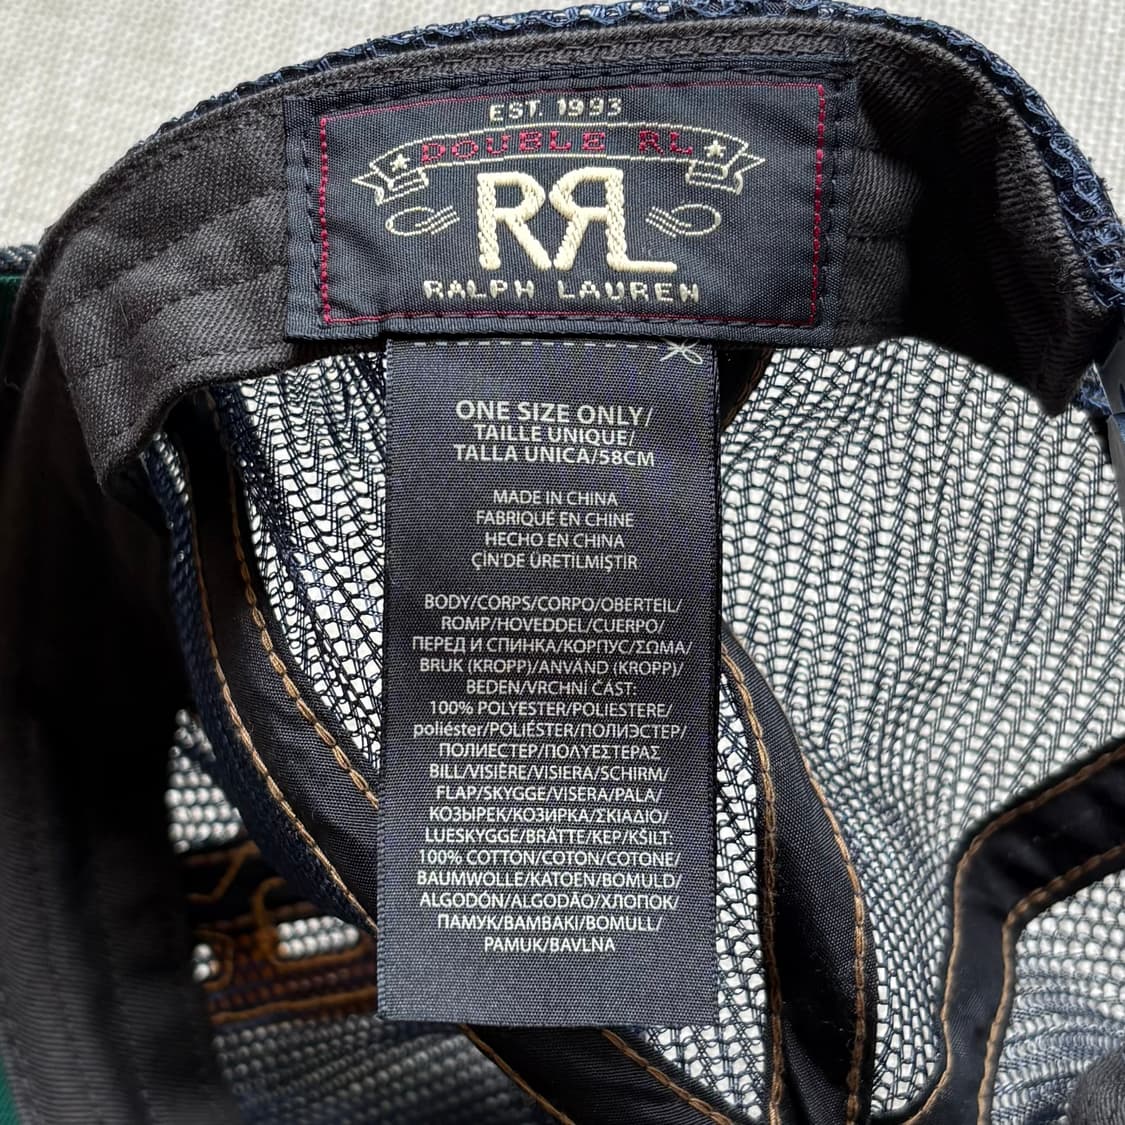 EST. 1993
DOUBLE RL
RRL
RALPH LAUREN
ONE SIZE ONLY/
TAILLE UNIQUE/
TALLA UNICA/58CM
MADE IN CHINA
FABRIQUÉ EN CHINE
HECHO EN CHINA
ÇİN'DE ÜRETILMIŞTIR
BODY/CORPS/CORPO/OBERTEIL/
ROMP/HOVEDDEL/CUERPO/
ПЕРЕД И СПИНКА/КОРПУС/ΣΩΜΑ/
BRUK (KROPP)/ANVÄND (KROPP)/
BEDEN/VRCHNÍ ČÁST:
100% POLYESTER/POLIESTERE/
poliéster/POLIÉSTER/ПОЛИЭСТЕР/
ПОЛИЕСТЕР/ΠΟΛΥΕΣΤΕΡΑΣ
BILL/VISIÈRE/VISIERA/SCHIRM/
FLAP/SKYGGE/VISERA/PALA/
КОЗЫРЕК/КОЗИРКА/ΣΚΙΑΔΙΟ/
LUESKYGGE/BRÄTTE/KEP/KŠILT:
100% COTTON/COTON/COTONE/
BAUMWOLLE/KATOEN/BOMULD/
ALGODÓN/ALGODÃO/ХЛОПОК/
ПАМУК/ΒΑΜΒΑΚΙ/BOMULL/
PAMUK/BAVLNA